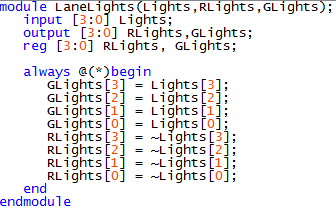 module LaneLights(Lights,RLights,GLights);
input [3:0] Lights;
output [3:0] RLights,GLights;
reg [3:0] RLights, GLights;
always @(*)begin
GLights[3] = Lights[3];
GLights[2] = Lights[2];
GLights[1] = Lights[1];
GLights[0] = Lights[0];
RLights[3] = ~Lights[3];
RLights[2] = ~Lights[2];
RLights[1] = ~Lights[1];
RLights[0] = ~Lights[0];
end
endmodule